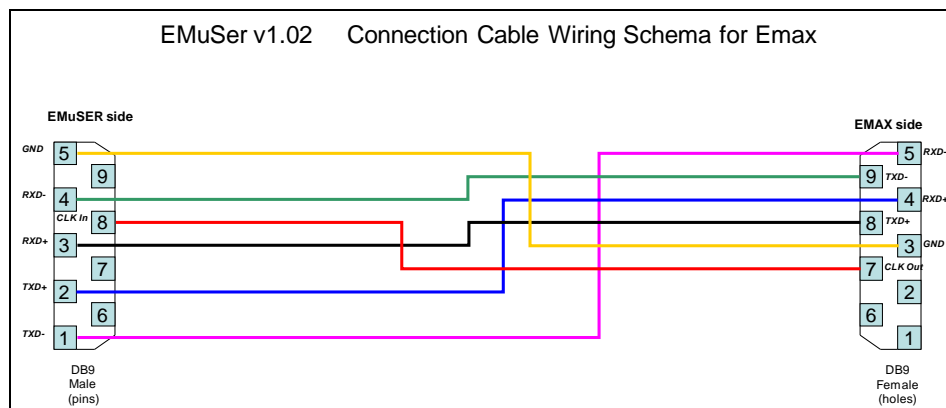 EMuSer v1.02 Connection Cable Wiring Schema for Emax
EMuSER side
EMAX side
GND 5
9
RXD- 4
CLK In 8
RXD+ 3
7
TXD+ 2
6
TXD- 1
5 RXD-
9 TXD-
4 RXD+
8 TXD+
3 GND
7 CLK Out
2
6
1
DB9
Male
(pins)
DB9
Female
(holes)